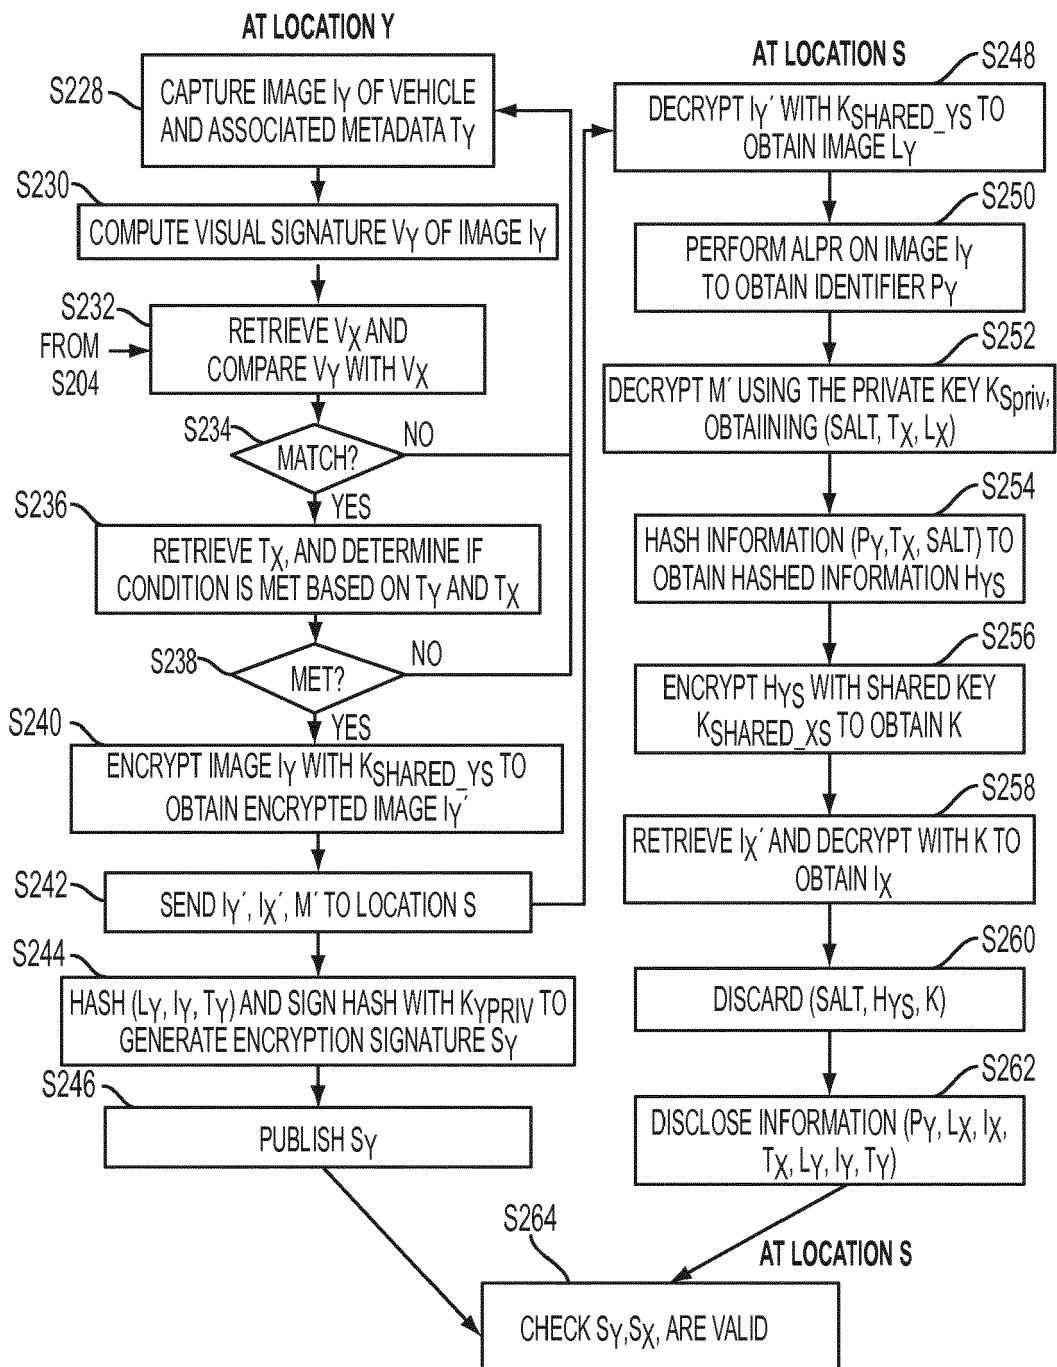 AT LOCATION Y
S228
CAPTURE IMAGE IY OF VEHICLE
AND ASSOCIATED METADATA TY
S230
COMPUTE VISUAL SIGNATURE VY OF IMAGE IY
S232
FROM
S204
RETRIEVE VX AND
COMPARE VY WITH VX
S234
MATCH?
NO
YES
S236
RETRIEVE TX, AND DETERMINE IF
CONDITION IS MET BASED ON TY AND TX
S238
MET?
NO
YES
S240
ENCRYPT IMAGE IY WITH KSHARED_YS TO
OBTAIN ENCRYPTED IMAGE IY´
S242
SEND IY´, IX´, M´ TO LOCATION S
S244
HASH (LY, IY, TY) AND SIGN HASH WITH KYPRIV TO
GENERATE ENCRYPTION SIGNATURE SY
S246
PUBLISH SY
AT LOCATION S
S248
DECRYPT IY´ WITH KSHARED_YS TO
OBTAIN IMAGE LY
S250
PERFORM ALPR ON IMAGE IY
TO OBTAIN IDENTIFIER PY
S252
DECRYPT M´ USING THE PRIVATE KEY KSpriv,
OBTAIINING (SALT, TX, LX)
S254
HASH INFORMATION (PY,TX, SALT) TO
OBTAIN HASHED INFORMATION HYS
S256
ENCRYPT HYS WITH SHARED KEY
KSHARED_XS TO OBTAIN K
S258
RETRIEVE IX´ AND DECRYPT WITH K TO
OBTAIN IX
S260
DISCARD (SALT, HYS, K)
S262
DISCLOSE INFORMATION (PY, LX, IX,
TX, LY, IY, TY)
S264
AT LOCATION S
CHECK SY,SX, ARE VALID